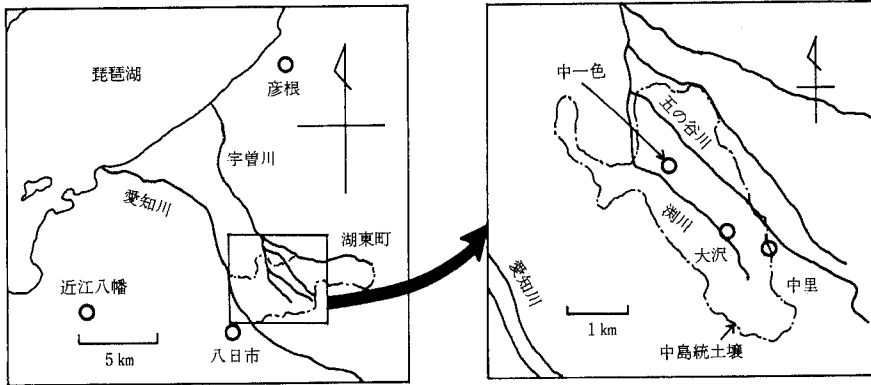 琵琶湖
彦根
宇曽川
愛知川
湖東町
近江八幡
5 km
八日市
中一色
五の谷川
渕川
大沢
中里
愛知川
1 km
中島統土壌